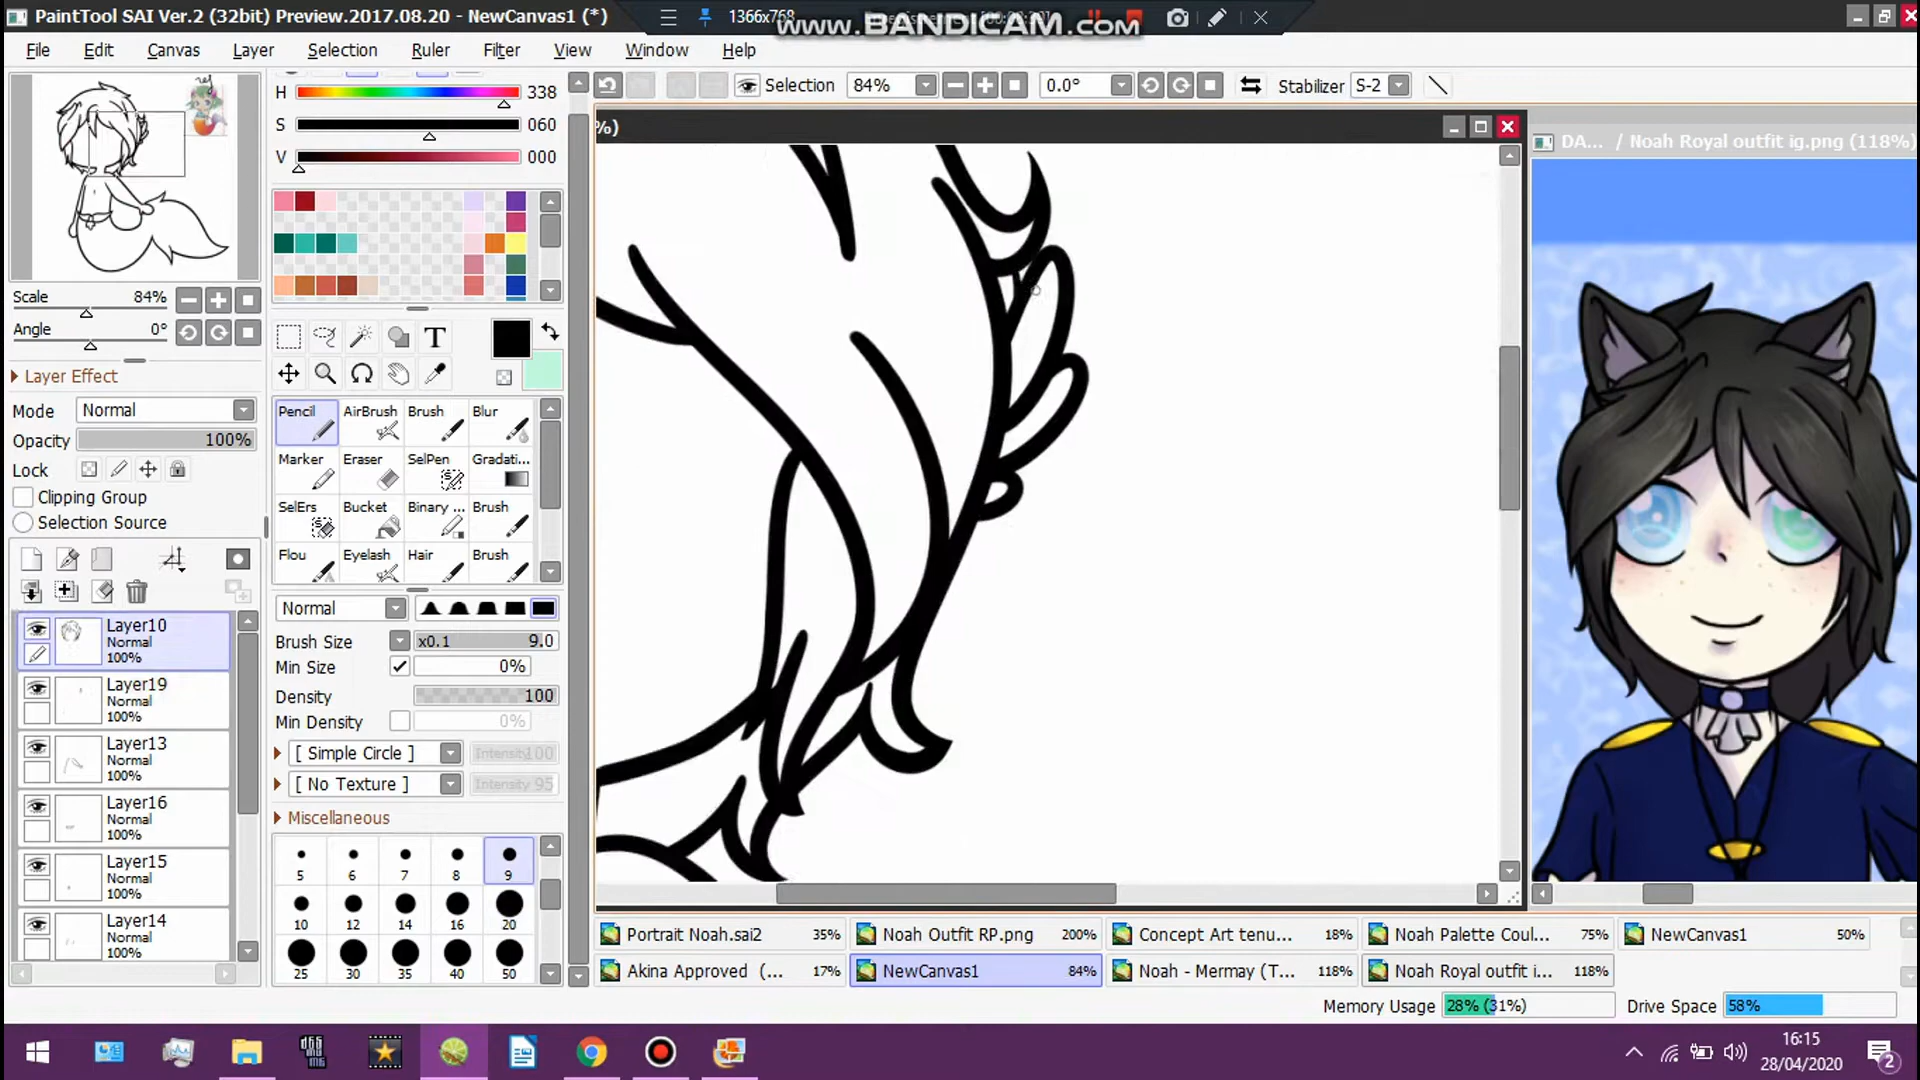 PaintTool SAI Ver.2 (32bit) Preview.2017.08.20 - NewCanvas1 (*)
1366x768
www.BANDICAM.com
File Edit Canvas Layer Selection Ruler Filter View Window Help
H 338
S 060
V 000
Selection 84% 0.0° Stabilizer S-2
%)
DA... / Noah Royal outfit ig.png (118%)
ref
Scale 84%
Angle 0°
Layer Effect
Mode Normal
Opacity 100%
Lock
Clipping Group
Selection Source
T
Pencil AirBrush Brush Blur
Marker Eraser SelPen Gradati...
SelErs Bucket Binary ... Brush
Flou Eyelash Hair Brush
Normal
Brush Size x0.1 9.0
Min Size 0%
Density 100
Min Density 0%
[ Simple Circle ] Intensity 100
[ No Texture ] Intensity 95
Miscellaneous
5 6 7 8 9
10 12 14 16 20
25 30 35 40 50
Layer10
Normal
100%
Layer19
Normal
100%
Layer13
Normal
100%
Layer16
Normal
100%
Layer15
Normal
100%
Layer14
Normal
100%
Portrait Noah.sai2 35% Noah Outfit RP.png 200% Concept Art tenu... 18% Noah Palette Coul... 75% NewCanvas1 50%
Akina Approved (... 17% NewCanvas1 84% Noah - Mermay (T... 118% Noah Royal outfit i... 118%
Memory Usage 28% (31%) Drive Space 58%
16:15
28/04/2020
2